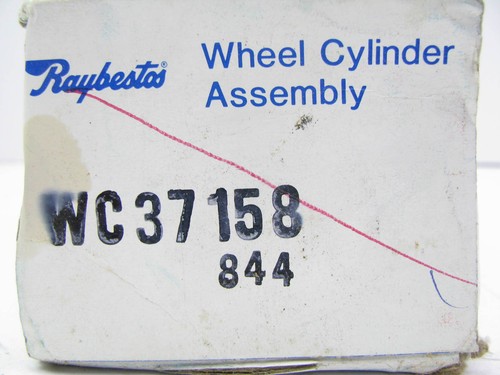 Raybestos®
Wheel Cylinder
Assembly
WC37158
844